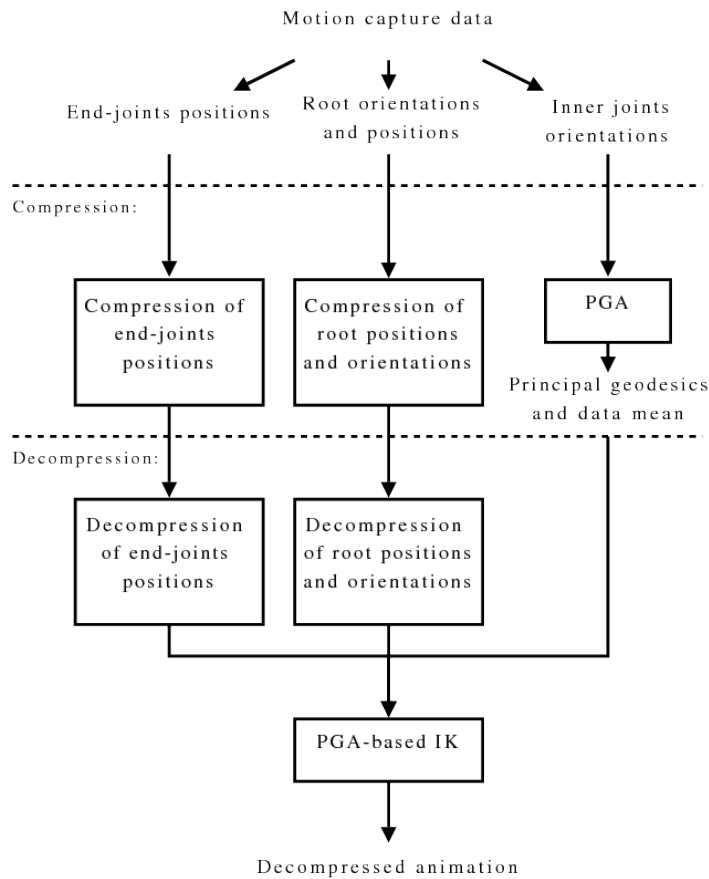 Motion capture data
End-joints positions
Root orientations
and positions
Inner joints
orientations
Compression:
Compression of
end-joints
positions
Compression of
root positions
and orientations
PGA
Principal geodesics
and data mean
Decompression:
Decompression
of end-joints
positions
Decompression
of root positions
and orientations
PGA-based IK
Decompressed animation